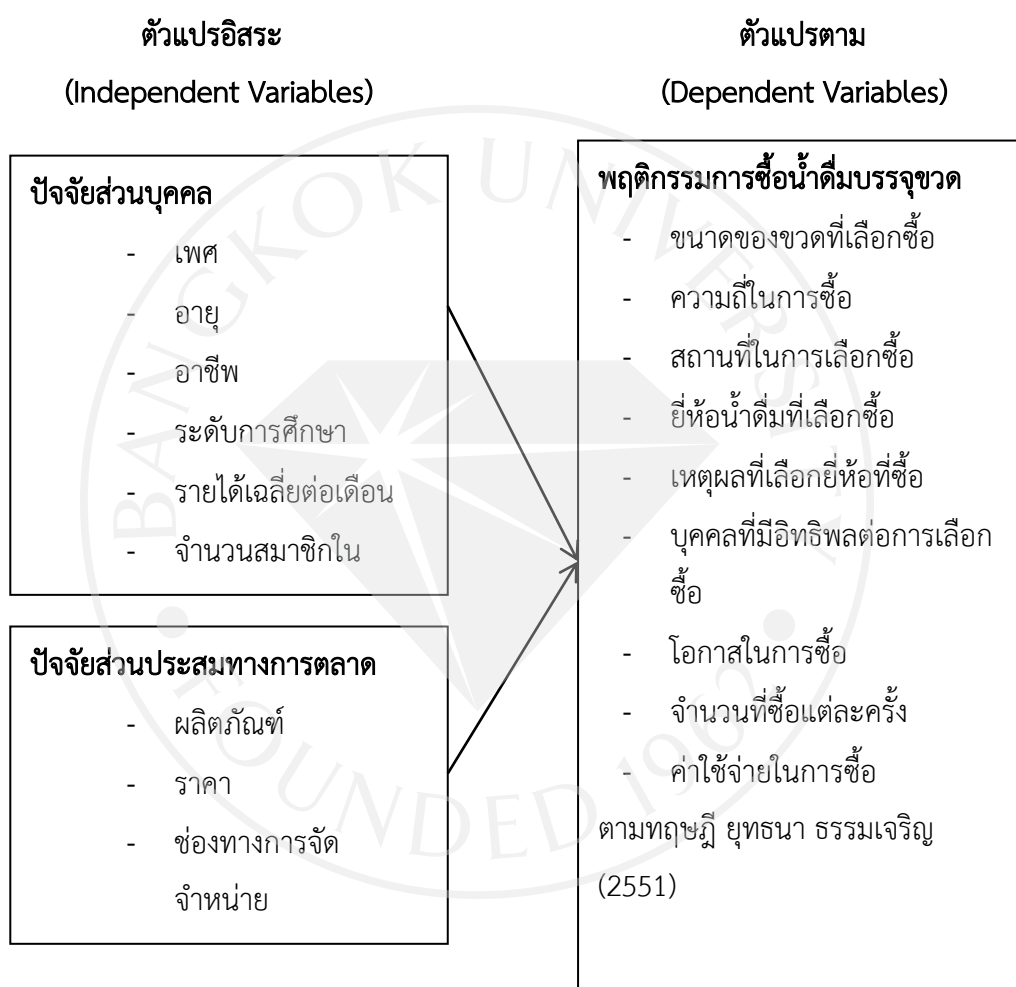 ตัวแปรอิสระ
(Independent Variables)
ปัจจัยส่วนบุคคล
- เพศ
- อายุ
- อาชีพ
- ระดับการศึกษา
- รายได้เฉลี่ยต่อเดือน
- จำนวนสมาชิกใน
ปัจจัยส่วนประสมทางการตลาด
- ผลิตภัณฑ์
- ราคา
- ช่องทางการจัด
จำหน่าย
ตัวแปรตาม
(Dependent Variables)
พฤติกรรมการซื้อน้ำดื่มบรรจุขวด
- ขนาดของขวดที่เลือกซื้อ
- ความถี่ในการซื้อ
- สถานที่ในการเลือกซื้อ
- ยี่ห้อน้ำดื่มที่เลือกซื้อ
- เหตุผลที่เลือกยี่ห้อที่ซื้อ
- บุคคลที่มีอิทธิพลต่อการเลือก
ซื้อ
- โอกาสในการซื้อ
- จำนวนที่ซื้อแต่ละครั้ง
- ค่าใช้จ่ายในการซื้อ
ตามทฤษฎี ยุทธนา ธรรมเจริญ
(2551)
BANGKOK UNIVERSITY
FOUNDED 1962